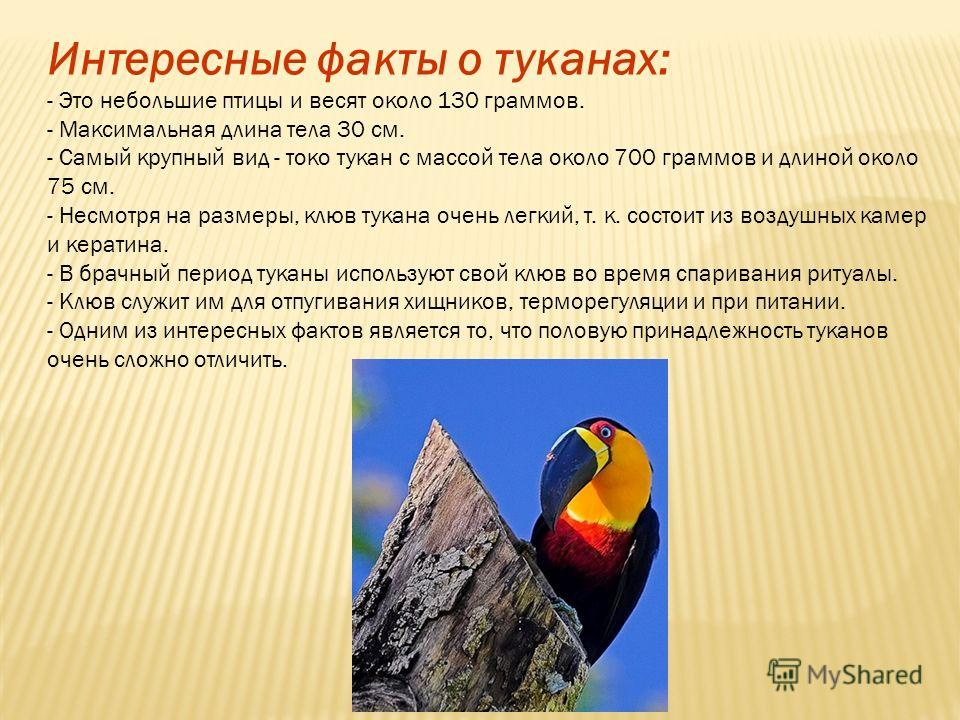 Интересные факты о туканах:
- Это небольшие птицы и весят около 130 граммов.
- Максимальная длина тела 30 см.
- Самый крупный вид - токо тукан с массой тела около 700 граммов и длиной около
75 см.
- Несмотря на размеры, клюв тукана очень легкий, т. к. состоит из воздушных камер
и кератина.
- В брачный период туканы используют свой клюв во время спаривания ритуалы.
- Клюв служит им для отпугивания хищников, терморегуляции и при питании.
- Одним из интересных фактов является то, что половую принадлежность туканов
очень сложно отличить.
MyShared